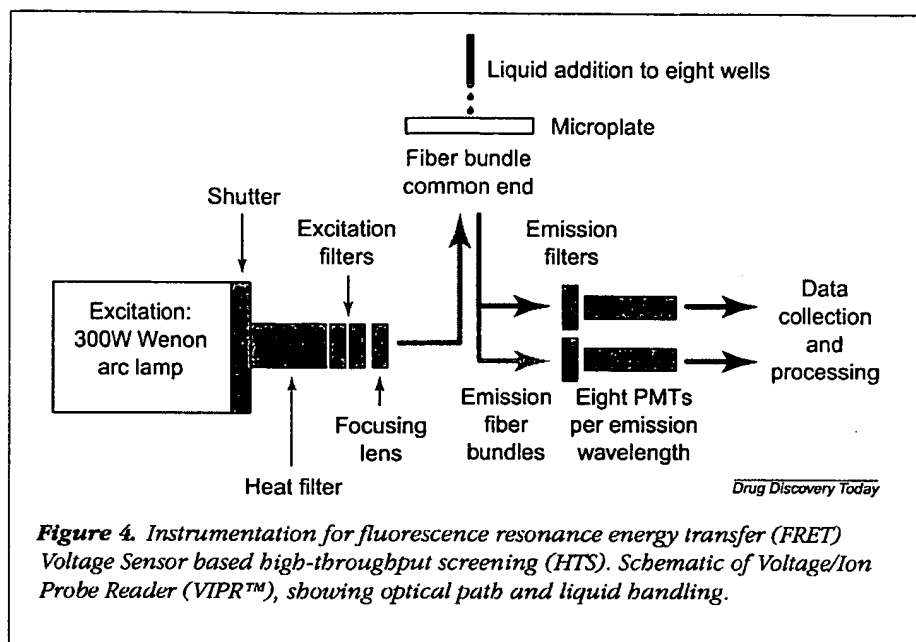 Liquid addition to eight wells
Microplate
Fiber bundle
common end
Shutter
Excitation
filters
Emission
filters
Excitation:
300W Wenon
arc lamp
Data
collection
and
processing
Focusing
lens
Emission
fiber
bundles
Eight PMTs
per emission
wavelength
Heat filter
Drug Discovery Today
Figure 4. Instrumentation for fluorescence resonance energy transfer (FRET)
Voltage Sensor based high-throughput screening (HTS). Schematic of Voltage/Ion
Probe Reader (VIPR™), showing optical path and liquid handling.